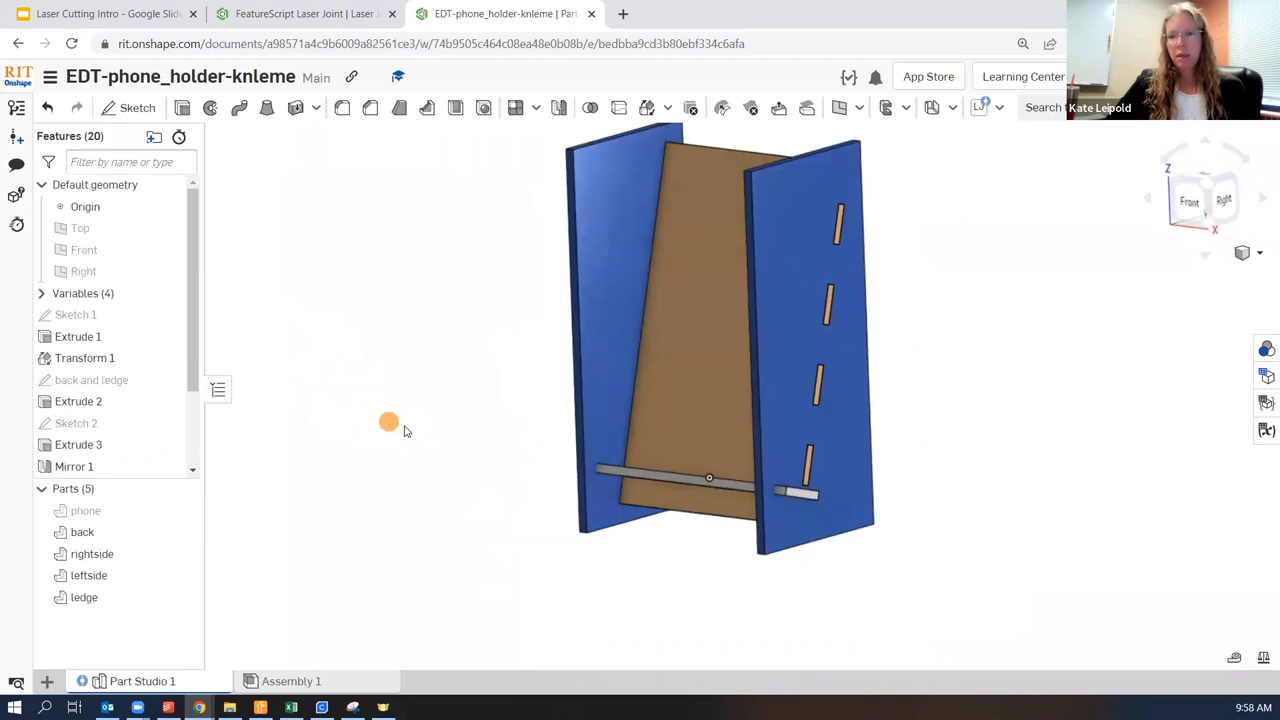 Laser Cutting Intro - Google Slide
FeatureScript Laser Joint | Laser J
EDT-phone_holder-knleme | Part
rit.onshape.com/documents/a98571a4c9b6009a82561ce3/w/74b9505c464c08ea48e0b08b/e/bedbba9cd3b80ebf334c6afa
RIT
Onshape
EDT-phone_holder-knleme Main
App Store
Learning Center
Sketch
Search
Kate Leipold
Features (20)
Filter by name or type
Default geometry
Origin
Top
Front
Right
Variables (4)
Sketch 1
Extrude 1
Transform 1
back and ledge
Extrude 2
Sketch 2
Extrude 3
Mirror 1
Parts (5)
phone
back
rightside
leftside
ledge
Z
Front
Right
X
(x)
Part Studio 1
Assembly 1
9:58 AM